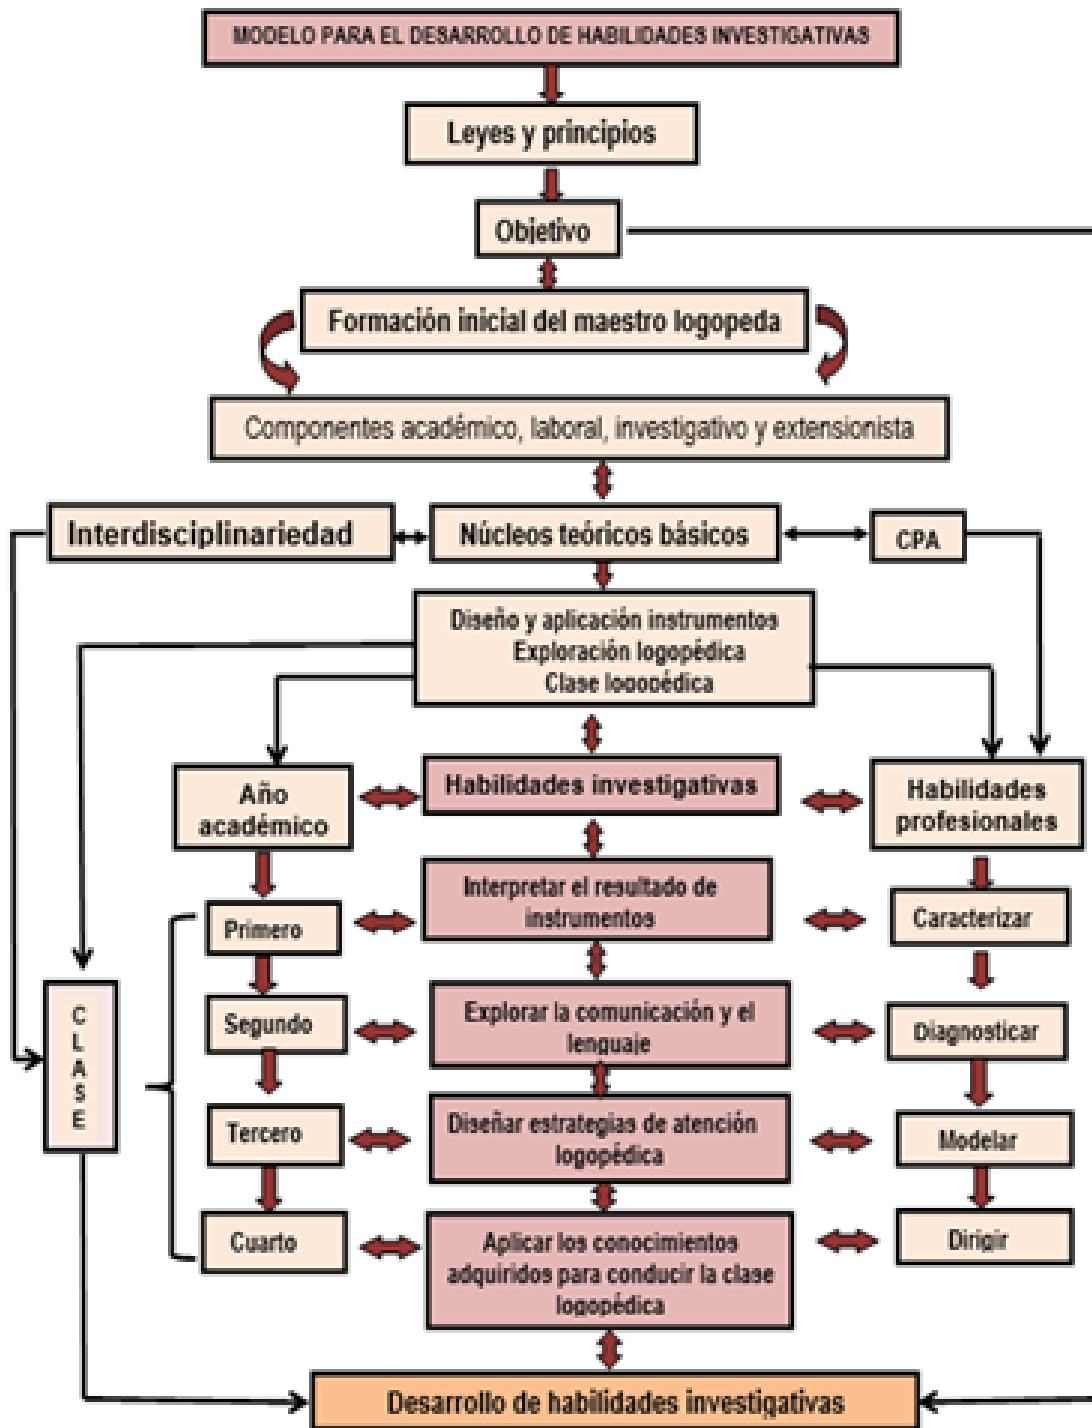 MODELO PARA EL DESARROLLO DE HABILIDADES INVESTIGATIVAS
Leyes y principios
Objetivo
Formación inicial del maestro logopeda
Componentes académico, laboral, investigativo y extensionista
Interdisciplinariedad
Núcleos teóricos básicos
CPA
Diseño y aplicación instrumentos
Exploración logopédica
Clase logopédica
Año
académico
Habilidades investigativas
Habilidades
profesionales
Primero
Interpretar el resultado de
instrumentos
Caracterizar
CLASE
Segundo
Explorar la comunicación y el
lenguaje
Diagnosticar
Tercero
Diseñar estrategias de atención
logopédica
Modelar
Cuarto
Aplicar los conocimientos
adquiridos para conducir la clase
logopédica
Dirigir
Desarrollo de habilidades investigativas